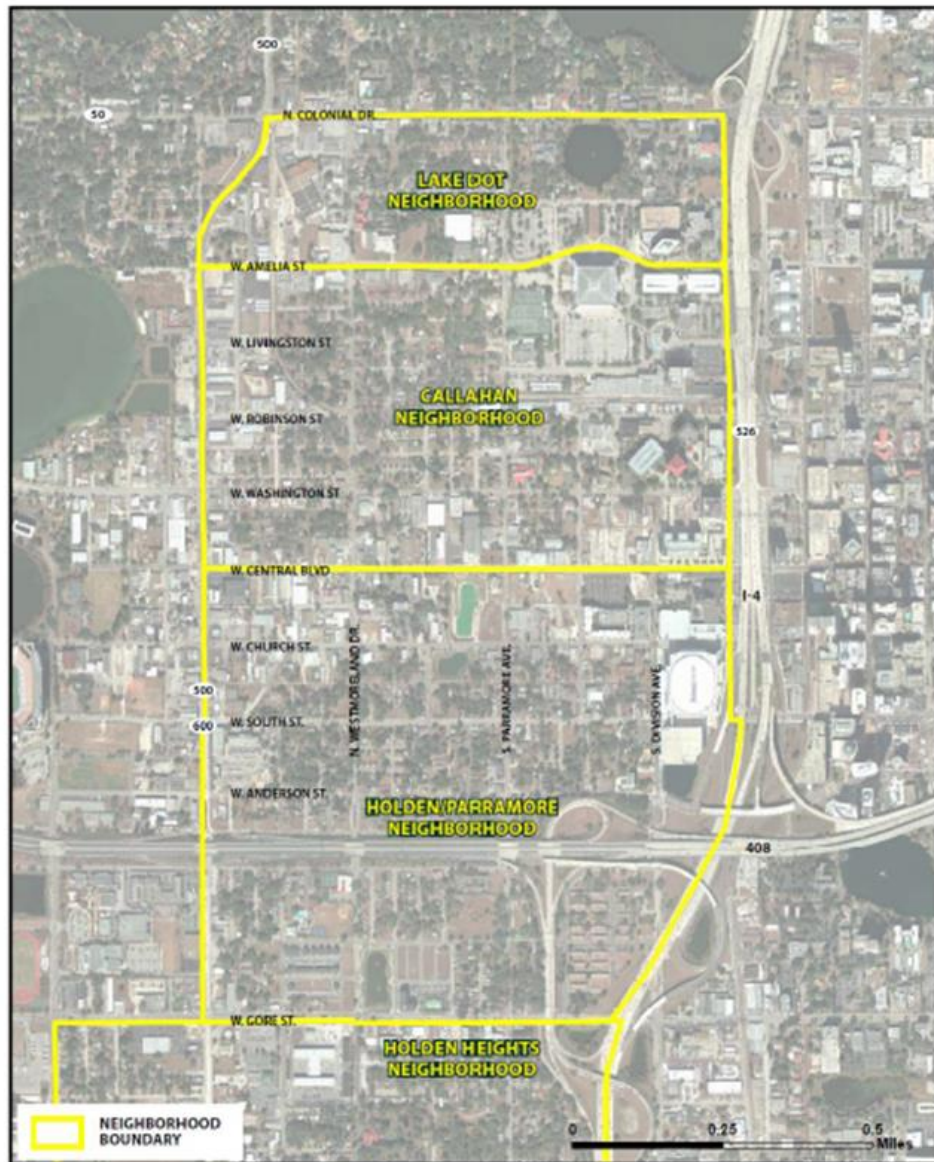 500
50
N. COLONIAL DR.
LAKE DOT
NEIGHBORHOOD
W. AMELIA ST
W. LIVINGSTON ST
CALLAHAN
NEIGHBORHOOD
W. ROBINSON ST
526
W. WASHINGTON ST
W. CENTRAL BLVD
I-4
W. CHURCH ST.
N. WESTMORELAND DR.
S. PARRAMORE AVE.
S. DIVISION AVE.
500
600
W. SOUTH ST.
W. ANDERSON ST.
HOLDEN/PARRAMORE
NEIGHBORHOOD
408
W. GORE ST.
HOLDEN HEIGHTS
NEIGHBORHOOD
NEIGHBORHOOD
BOUNDARY
0 0.25 0.5
Miles